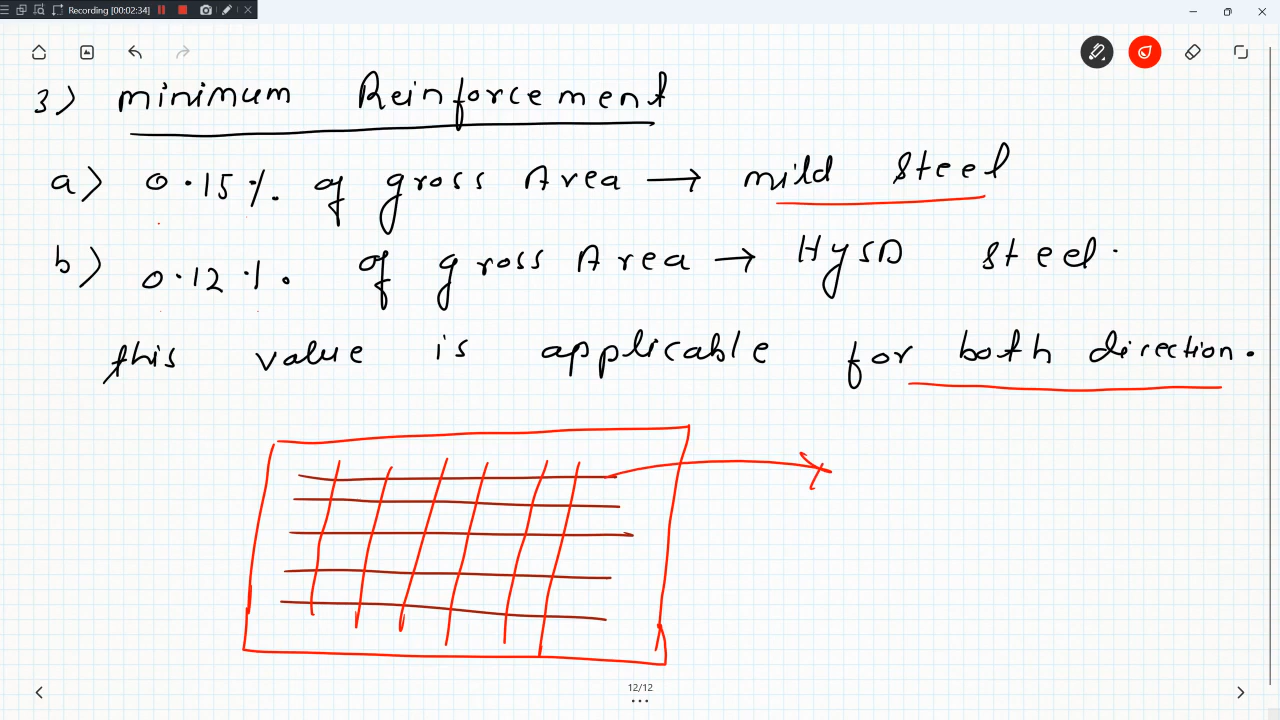 Recording [00:02:34]
3) minimum Reinforcement
a) 0.15%. of gross Area → mild steel
b) 0.12 %. of gross Area → HYSD steel.
this value is applicable for both direction.
12/12